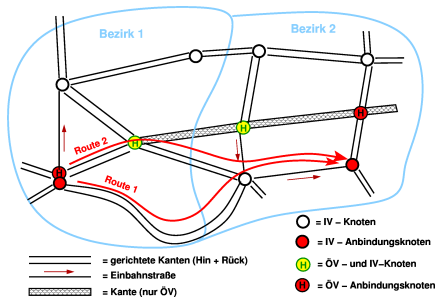 Bezirk 1
Bezirk 2
H
H
H
H
Route 2
Route 1
= IV – Knoten
= IV – Anbindungsknoten
H = ÖV – und IV–Knoten
H = ÖV – Anbindungsknoten
= gerichtete Kanten (Hin + Rück)
= Einbahnstraße
= Kante (nur ÖV)